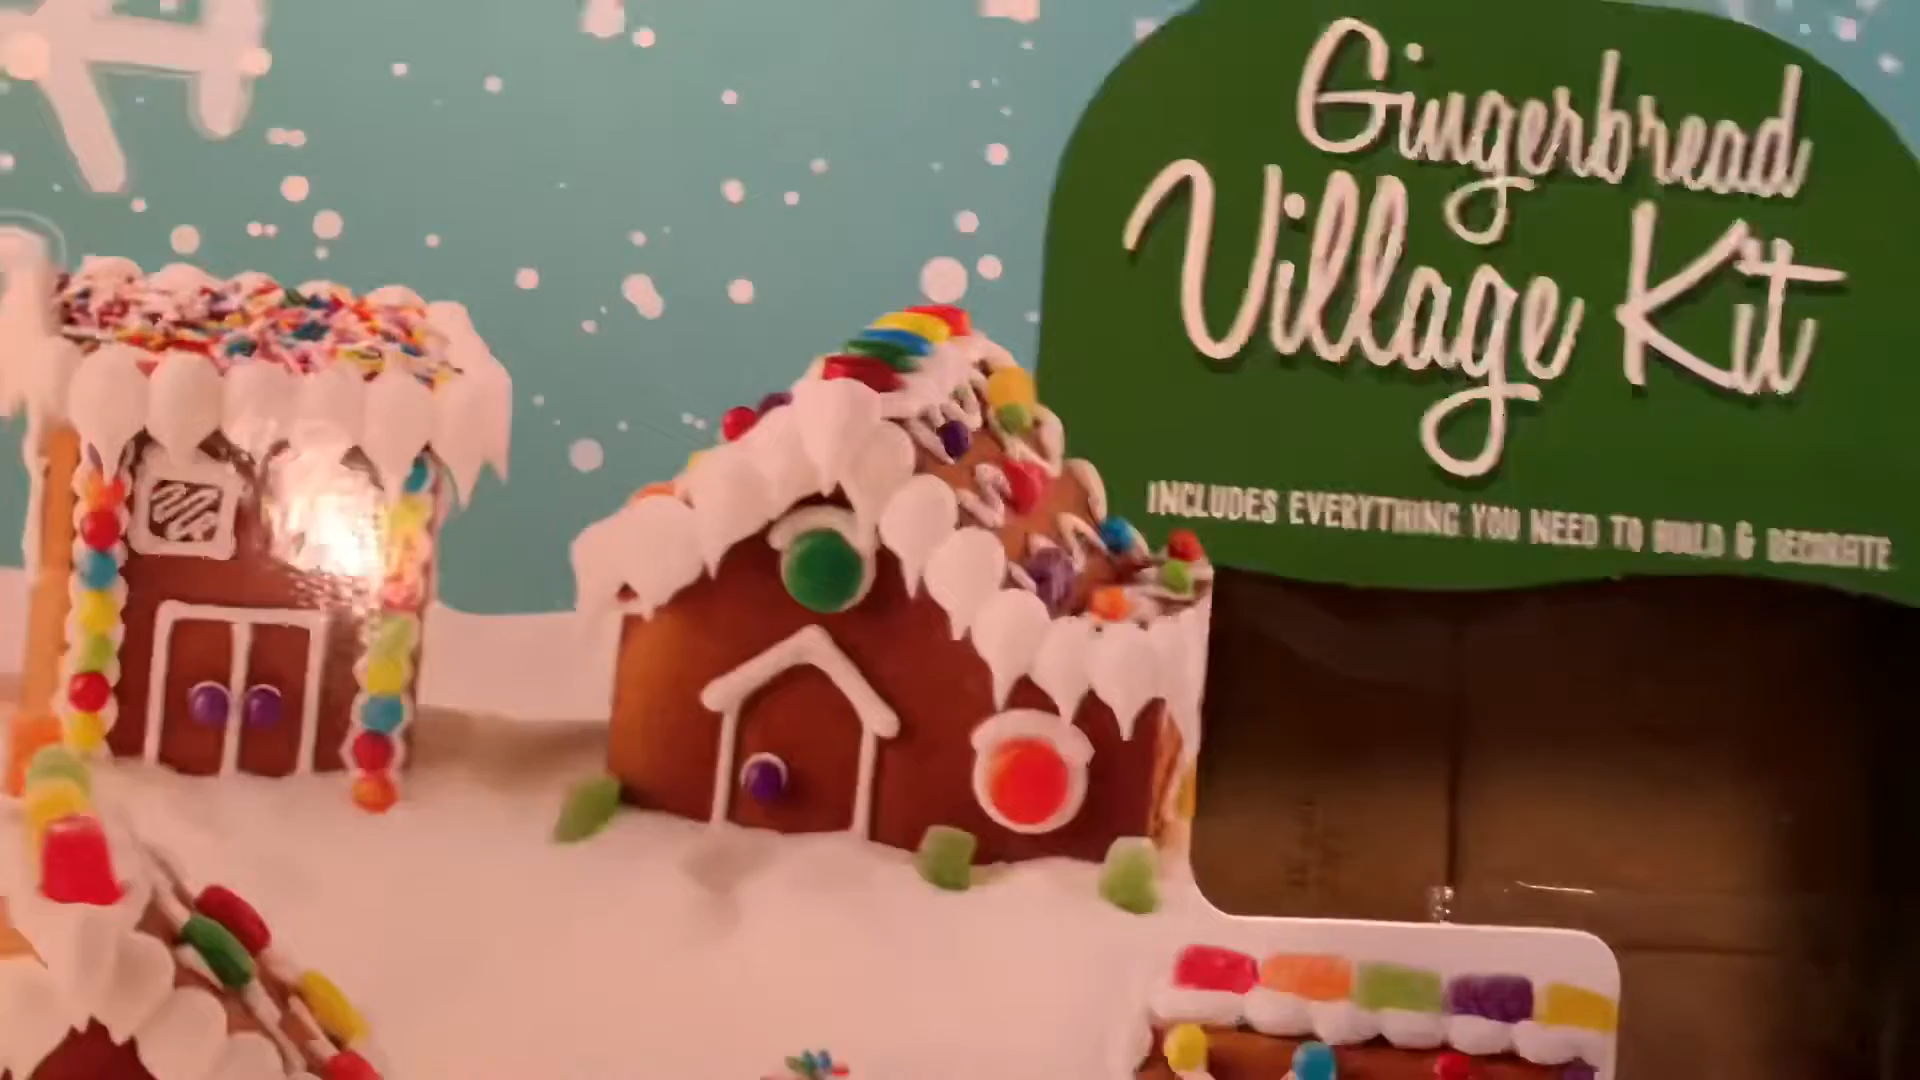 Gingerbread
Village Kit
INCLUDES EVERYTHING YOU NEED TO BUILD & DECORATE